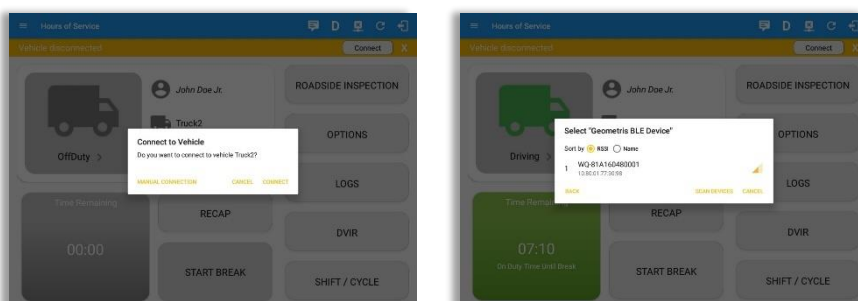 Hours of Service
D
Vehicle disconnected
Connect X
John Doe Jr.
Truck2
OffDuty >
ROADSIDE INSPECTION
OPTIONS
LOGS
DVIR
SHIFT / CYCLE
Connect to Vehicle
Do you want to connect to vehicle Truck2?
MANUAL CONNECTION CANCEL CONNECT
Time Remaining
00:00
RECAP
START BREAK
Hours of Service
D
Vehicle disconnected
Connect X
John Doe Jr.
Driving >
ROADSIDE INSPECTION
OPTIONS
LOGS
DVIR
SHIFT / CYCLE
Select "Geometris BLE Device"
Sort by RSSI Name
1 WQ-81A160480001
BACK SCAN DEVICES CANCEL
Time Remaining
07:10
On Duty Time Until Break
RECAP
START BREAK